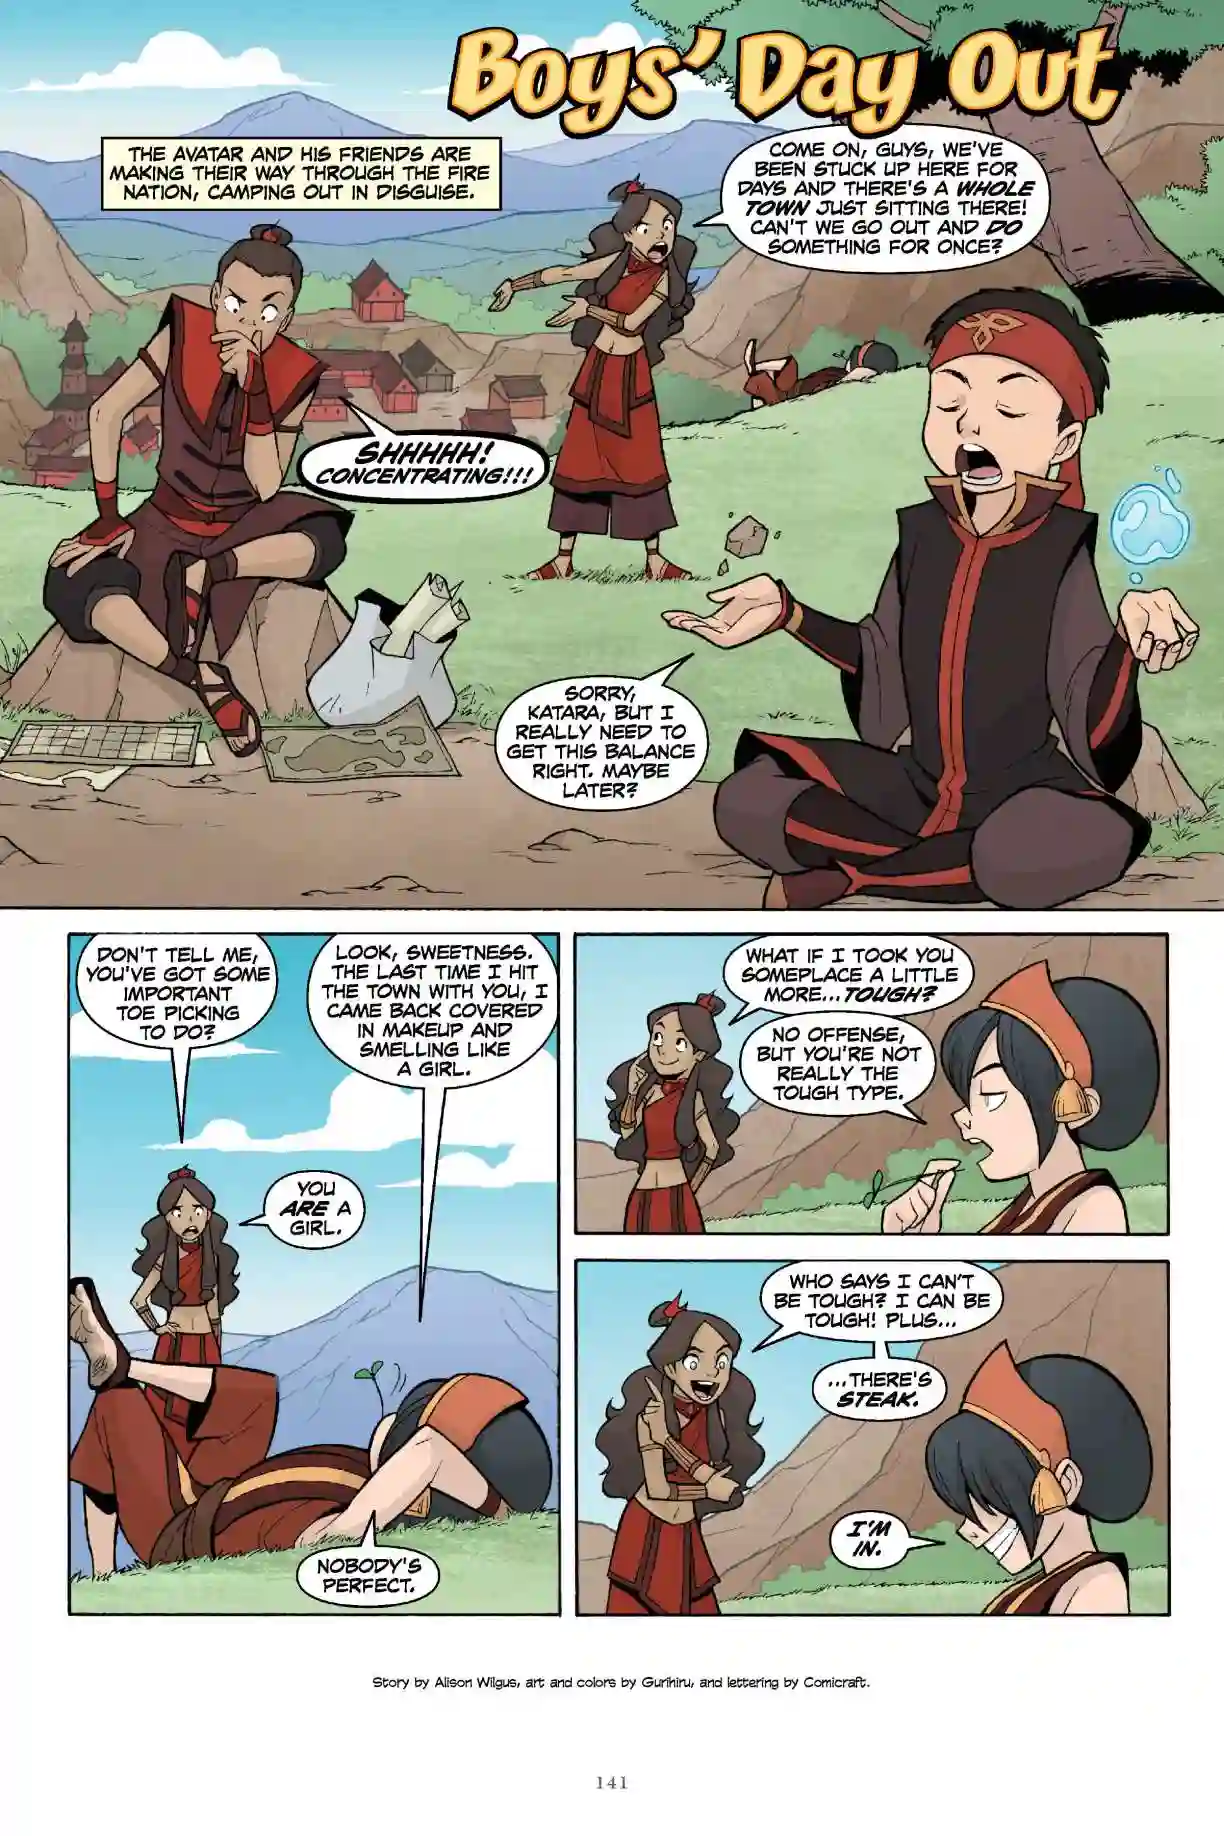 Boys' Day Out
THE AVATAR AND HIS FRIENDS ARE
MAKING THEIR WAY THROUGH THE FIRE
NATION, CAMPING OUT IN DISGUISE.
COME ON, GUYS, WE'VE
BEEN STUCK UP HERE FOR
DAYS AND THERE'S A WHOLE
TOWN JUST SITTING THERE!
CAN'T WE GO OUT AND DO
SOMETHING FOR ONCE?
SHHHHH!
CONCENTRATING!!!
SORRY,
KATARA, BUT I
REALLY NEED TO
GET THIS BALANCE
RIGHT. MAYBE
LATER?
DON'T TELL ME,
YOU'VE GOT SOME
IMPORTANT
TOE PICKING
TO DO?
LOOK, SWEETNESS.
THE LAST TIME I HIT
THE TOWN WITH YOU, I
CAME BACK COVERED
IN MAKEUP AND
SMELLING LIKE
A GIRL.
YOU
ARE A
GIRL.
NOBODY'S
PERFECT.
WHAT IF I TOOK YOU
SOMEPLACE A LITTLE
MORE...TOUGH?
NO OFFENSE,
BUT YOU'RE NOT
REALLY THE
TOUGH TYPE.
WHO SAYS I CAN'T
BE TOUGH? I CAN BE
TOUGH! PLUS...
...THERE'S
STEAK.
I'M
IN.
Story by Alison Wilgus, art and colors by Gurihiru, and lettering by Comicraft.
141